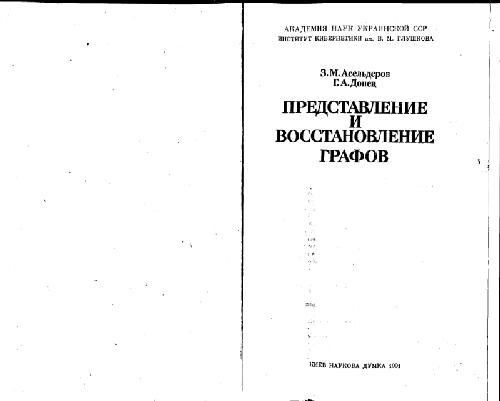 АКАДЕМИЯ НАУК УКРАИНСКОЙ ССР
ИНСТИТУТ КИБЕРНЕТИКИ им. В. М. ГЛУШКОВА
З.М. Асельдеров
Г.А. Донец
ПРЕДСТАВЛЕНИЕ
И
ВОССТАНОВЛЕНИЕ
ГРАФОВ
КИЕВ НАУКОВА ДУМКА 1991